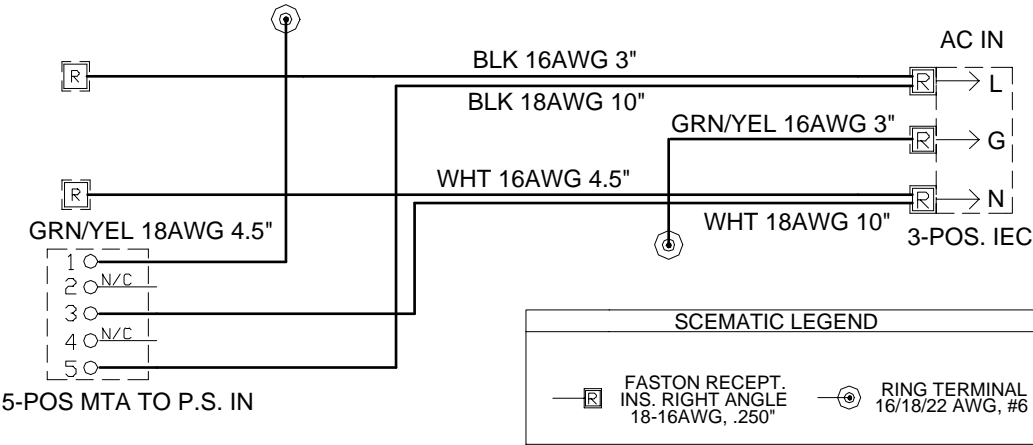 AC IN
BLK 16AWG 3"
R
R
L
BLK 18AWG 10"
GRN/YEL 16AWG 3"
R
G
WHT 16AWG 4.5"
R
R
N
WHT 18AWG 10"
GRN/YEL 18AWG 4.5"
3-POS. IEC
1
2 N/C
3
4 N/C
5
5-POS MTA TO P.S. IN
SCEMATIC LEGEND
R
FASTON RECEPT.
INS. RIGHT ANGLE
18-16AWG, .250"
RING TERMINAL
16/18/22 AWG, #6